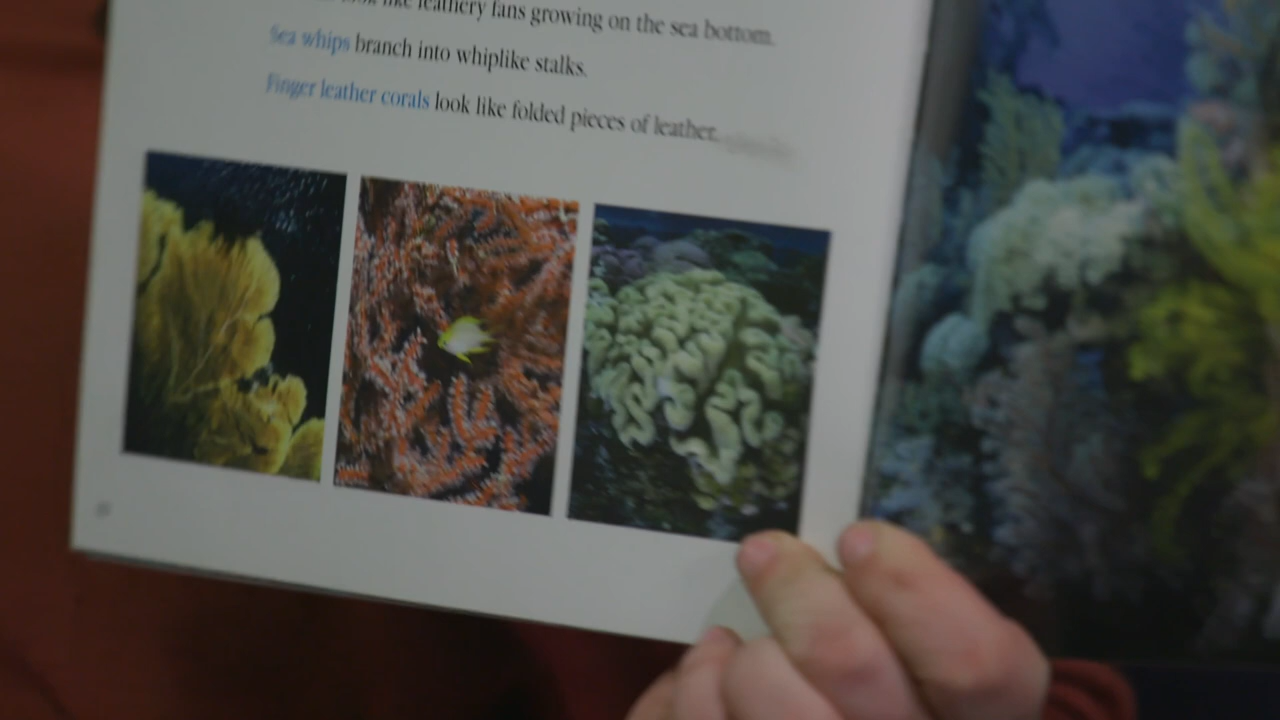 look like leathery fans growing on the sea bottom.
Sea whips branch into whiplike stalks.
Finger leather corals look like folded pieces of leather.